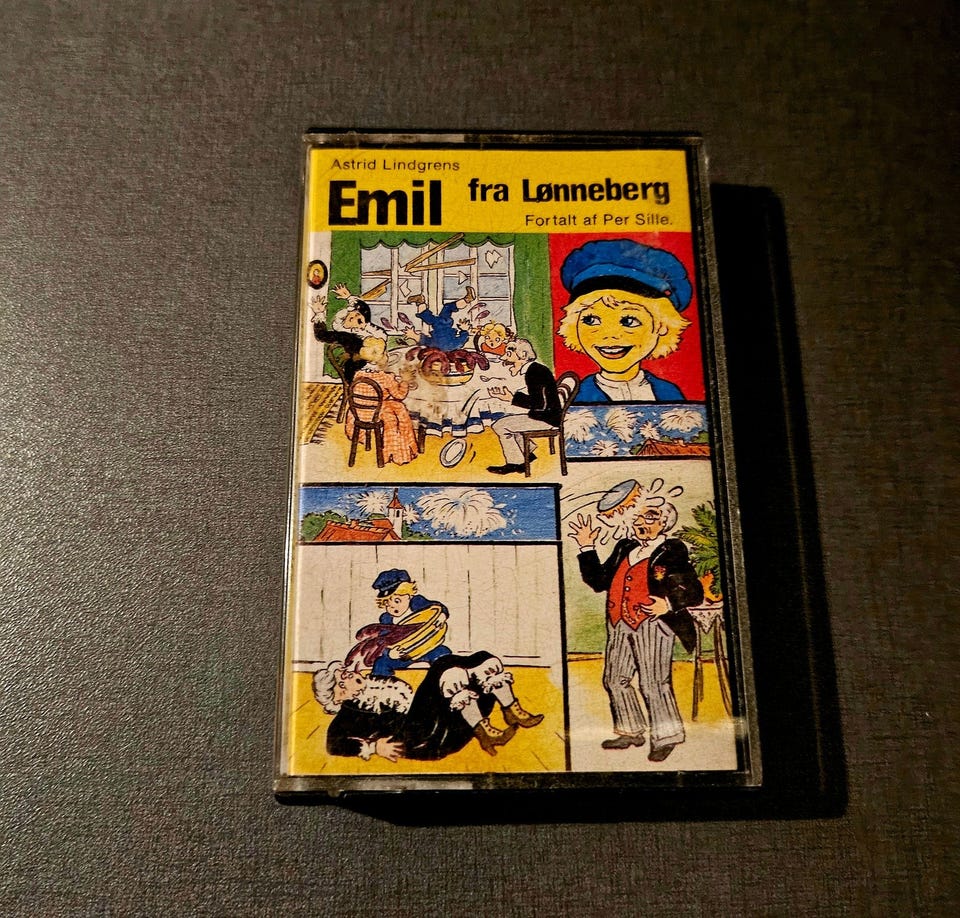 Astrid Lindgrens
Emil fra Lønneberg
Fortalt af Per Sille.